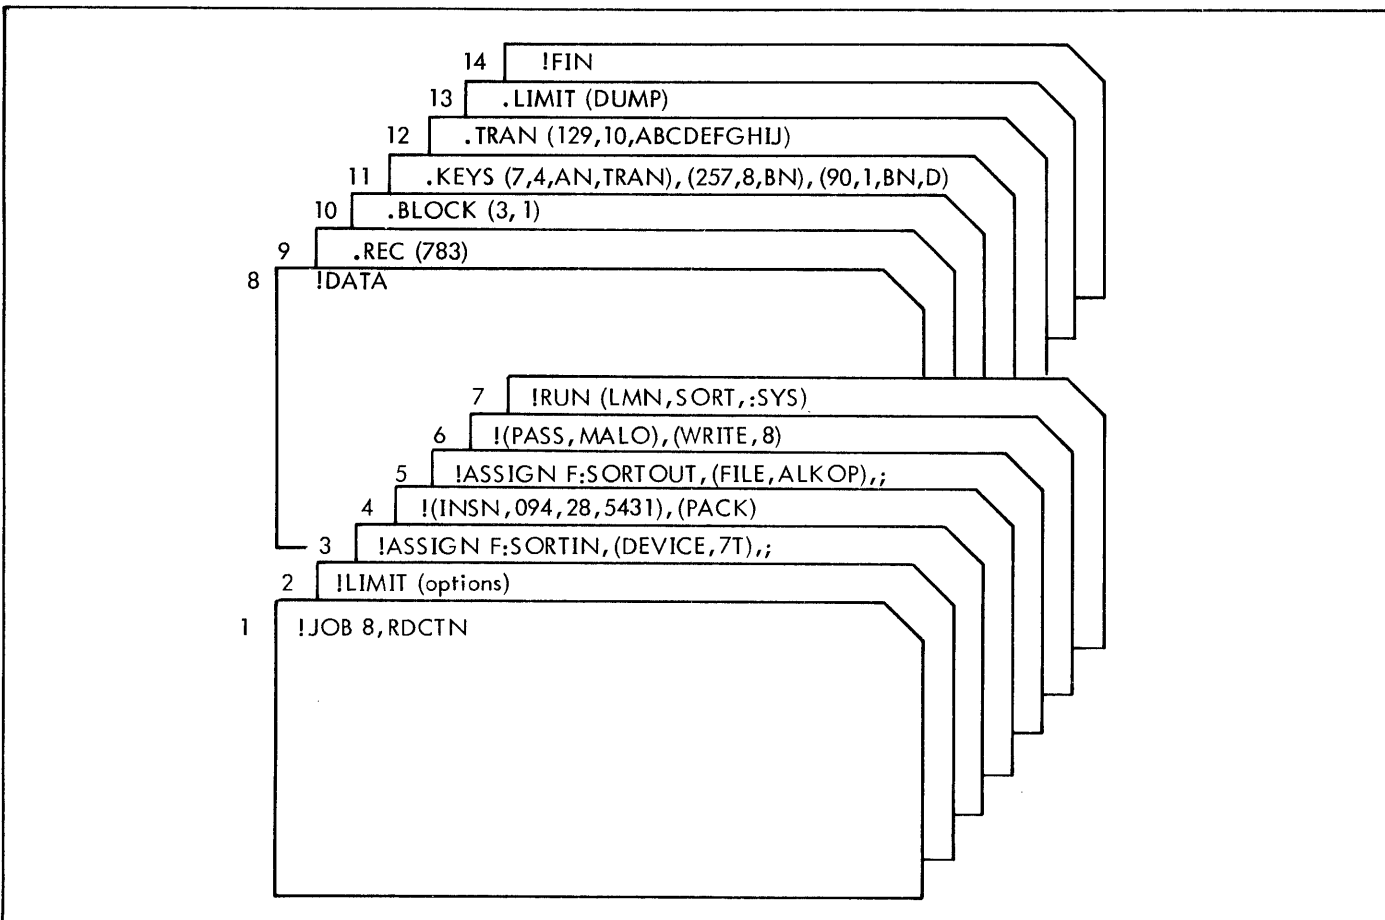 14 !FIN
13 .LIMIT (DUMP)
12 .TRAN (129,10,ABCDEFGHIJ)
11 .KEYS (7,4,AN,TRAN),(257,8,BN),(90,1,BN,D)
10 .BLOCK (3,1)
9 .REC (783)
8 !DATA
7 !RUN (LMN,SORT,:SYS)
6 !(PASS,MALO),(WRITE,8)
5 !ASSIGN F:SORTOUT,(FILE,ALKOP),;
4 !(INSN,094,28,5431),(PACK)
3 !ASSIGN F:SORTIN,(DEVICE,7T),;
2 !LIMIT (options)
1 !JOB 8,RDCTN